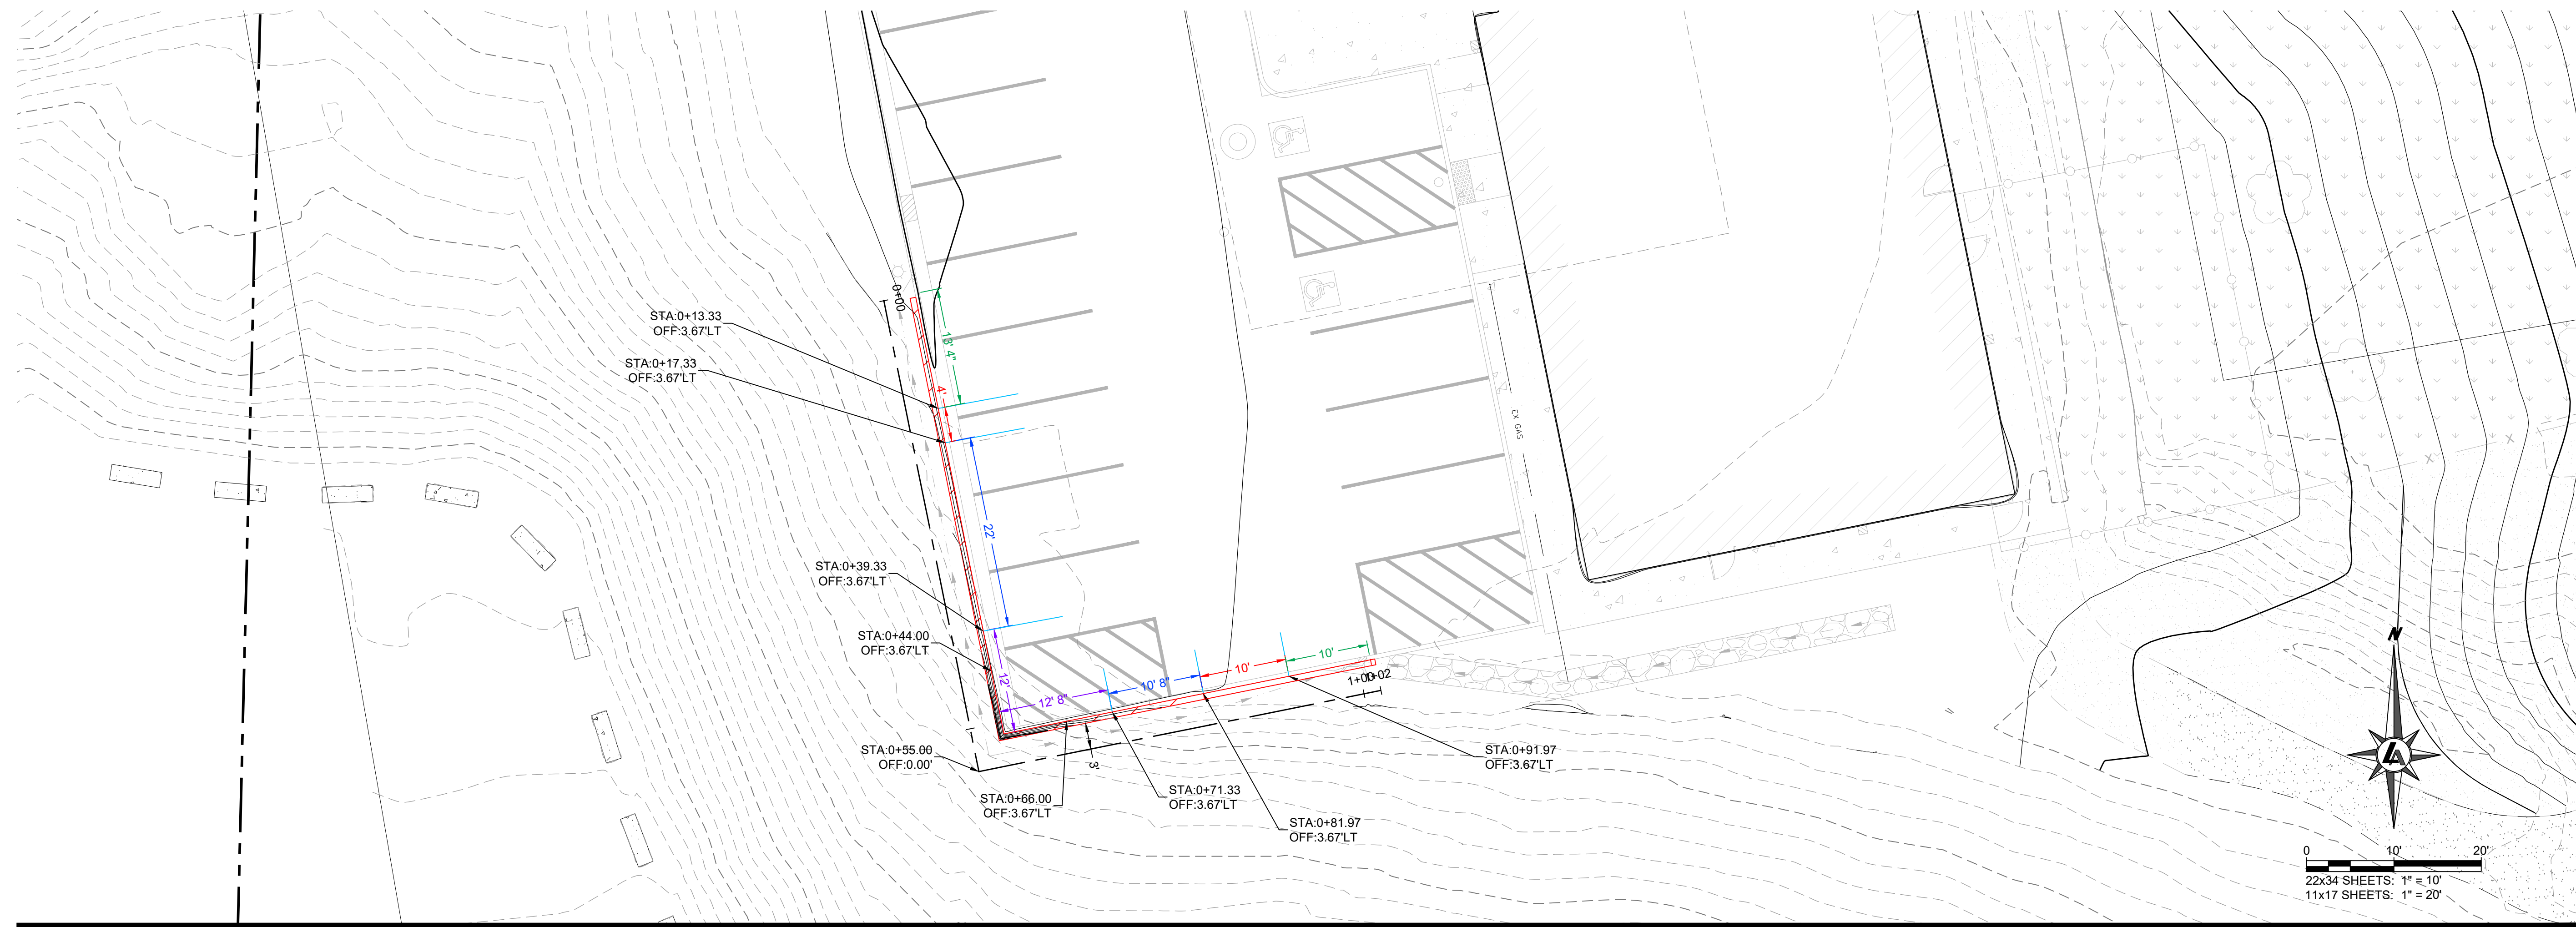 0+00
STA:0+13.33
OFF:3.67'LT
13' 4"
STA:0+17.33
OFF:3.67'LT
4'
EX GAS
22'
STA:0+39.33
OFF:3.67'LT
STA:0+44.00
OFF:3.67'LT
12'
12' 8"
10' 8"
10'
10'
1+00
1+02
N
STA:0+55.00
OFF:0.00'
3'
STA:0+91.97
OFF:3.67'LT
STA:0+66.00
OFF:3.67'LT
STA:0+71.33
OFF:3.67'LT
STA:0+81.97
OFF:3.67'LT
LA
0 10' 20'
22x34 SHEETS: 1" = 10'
11x17 SHEETS: 1" = 20'
X
X